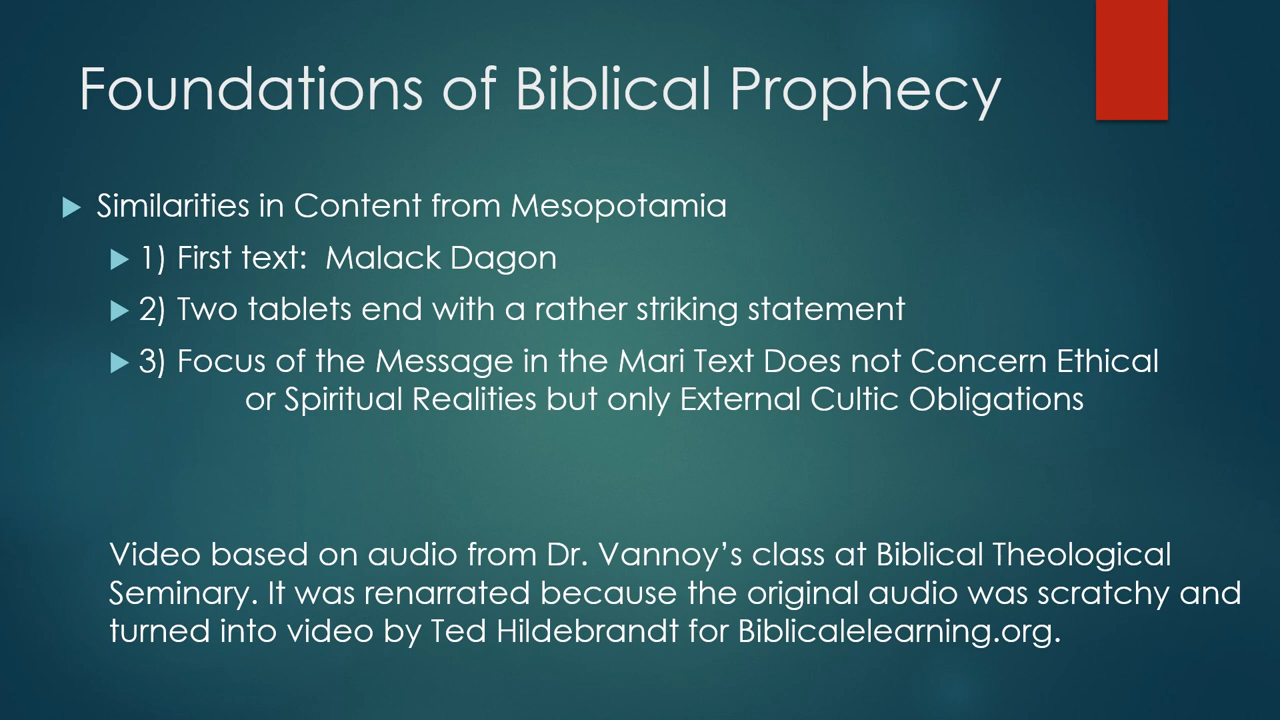 Foundations of Biblical Prophecy
Similarities in Content from Mesopotamia
1) First text:  Malack Dagon
2) Two tablets end with a rather striking statement
3) Focus of the Message in the Mari Text Does not Concern Ethical
or Spiritual Realities but only External Cultic Obligations
Video based on audio from Dr. Vannoy’s class at Biblical Theological
Seminary. It was renarrated because the original audio was scratchy and
turned into video by Ted Hildebrandt for Biblicalelearning.org.